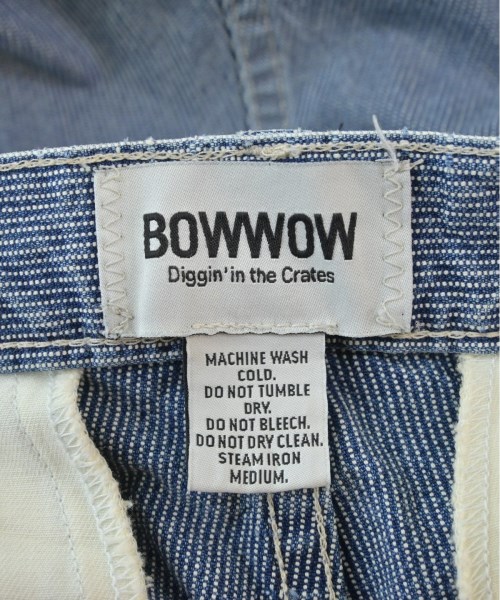 BOWWOW
Diggin' in the Crates
MACHINE WASH
COLD.
DO NOT TUMBLE
DRY.
DO NOT BLEECH.
DO NOT DRY CLEAN.
STEAM IRON
MEDIUM.